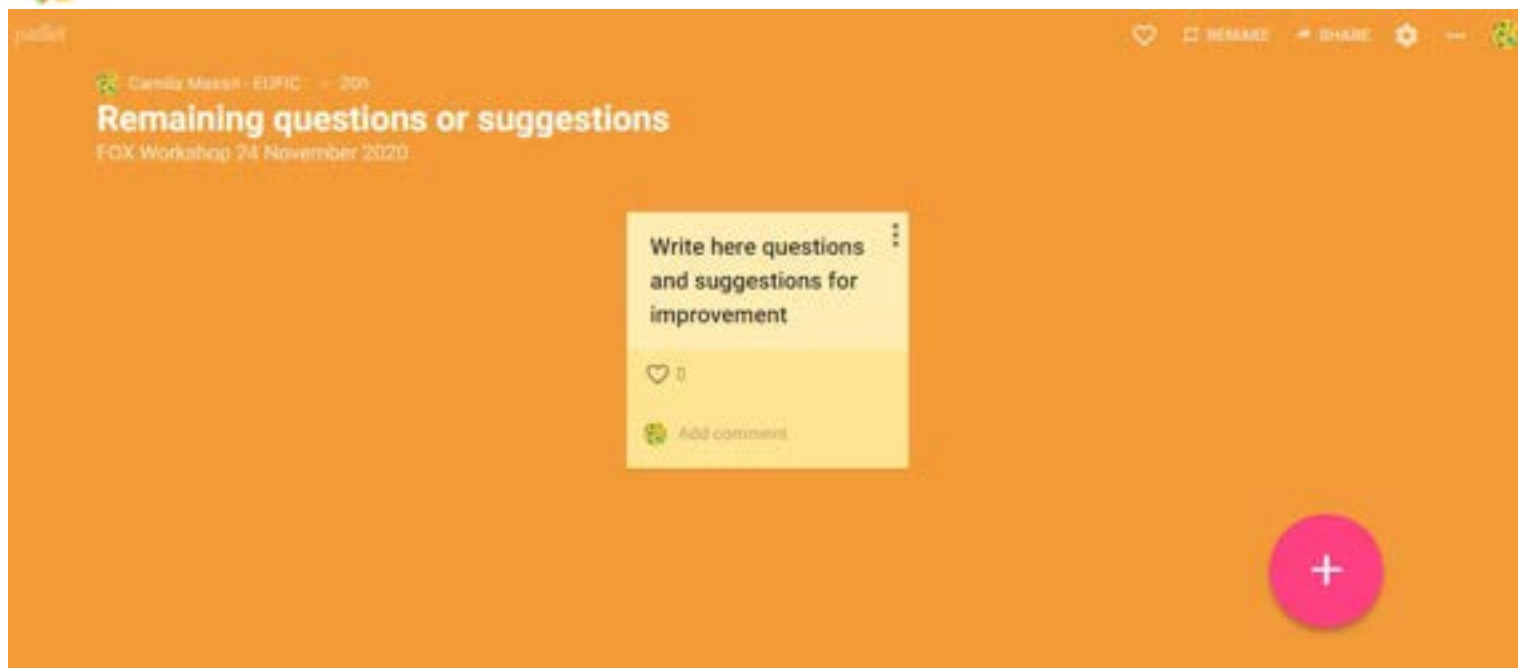 padlet
REMAKE SHARE
Camila Massri - EUFIC 20h
Remaining questions or suggestions
FOX Workshop 24 November 2020
Write here questions
and suggestions for
improvement
0
Add comment